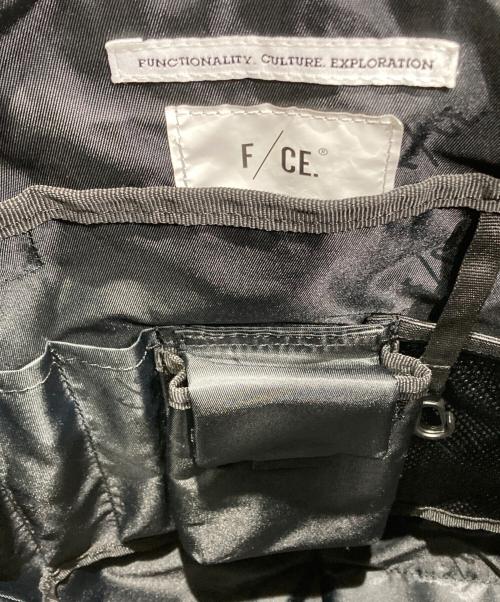 FUNCTIONALITY. CULTURE. EXPLORATION
F/CE.®